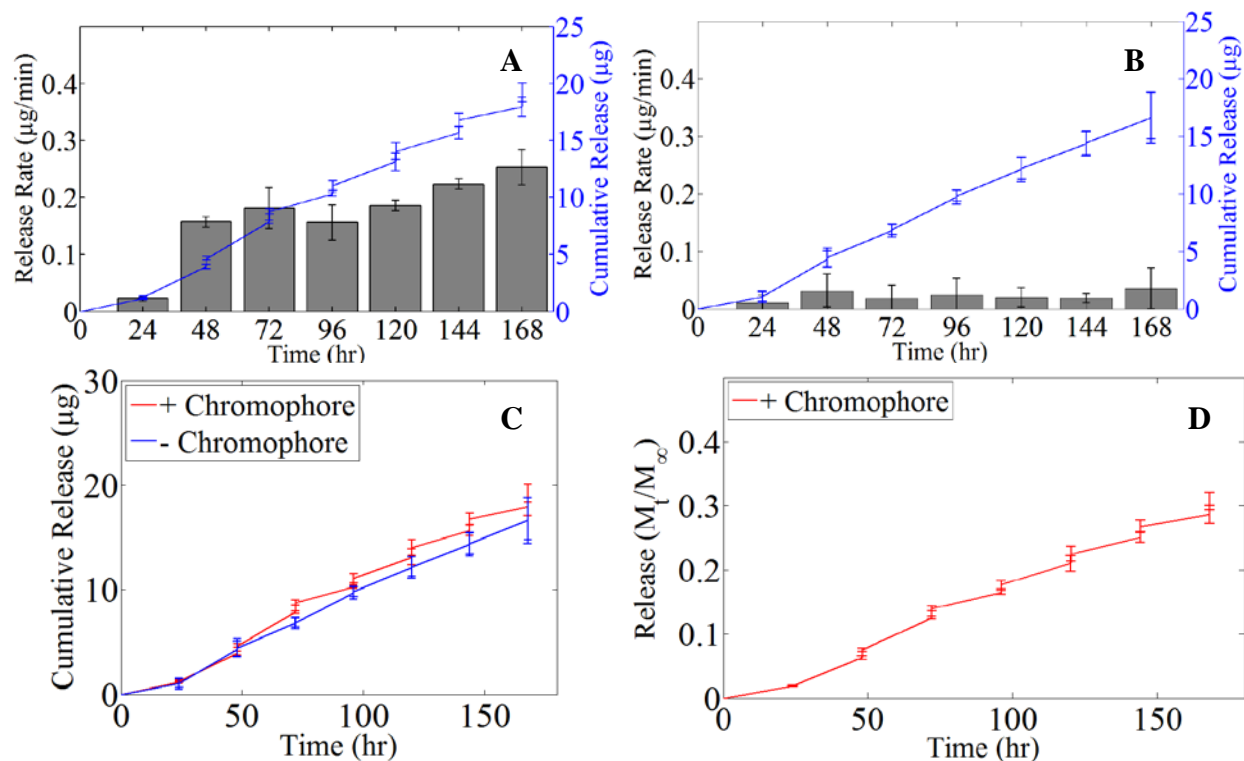 A
Release Rate (µg/min)
0.4
0.3
0.2
0.1
0
25
20
15
10
5
0
Cumulative Release (µg)
0 24 48 72 96 120 144 168
Time (hr)
B
Release Rate (µg/min)
0.4
0.3
0.2
0.1
0
25
20
15
10
5
0
Cumulative Release (µg)
0 24 48 72 96 120 144 168
Time (hr)
C
+ Chromophore
- Chromophore
Cumulative Release (µg)
30
20
10
0
0 50 100 150
Time (hr)
D
+ Chromophore
Release (M_t/M_∞)
0.4
0.3
0.2
0.1
0
0 50 100 150
Time (hr)